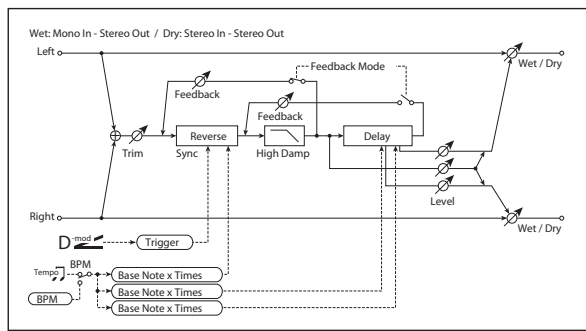 Wet: Mono In - Stereo Out / Dry: Stereo In - Stereo Out
Left
Wet / Dry
Feedback Mode
Feedback
Feedback
Reverse
Delay
Trim
Sync
High Damp
Level
Right
Wet / Dry
D-mod
Trigger
Tempo
BPM
Base Note x Times
BPM
Base Note x Times
Base Note x Times